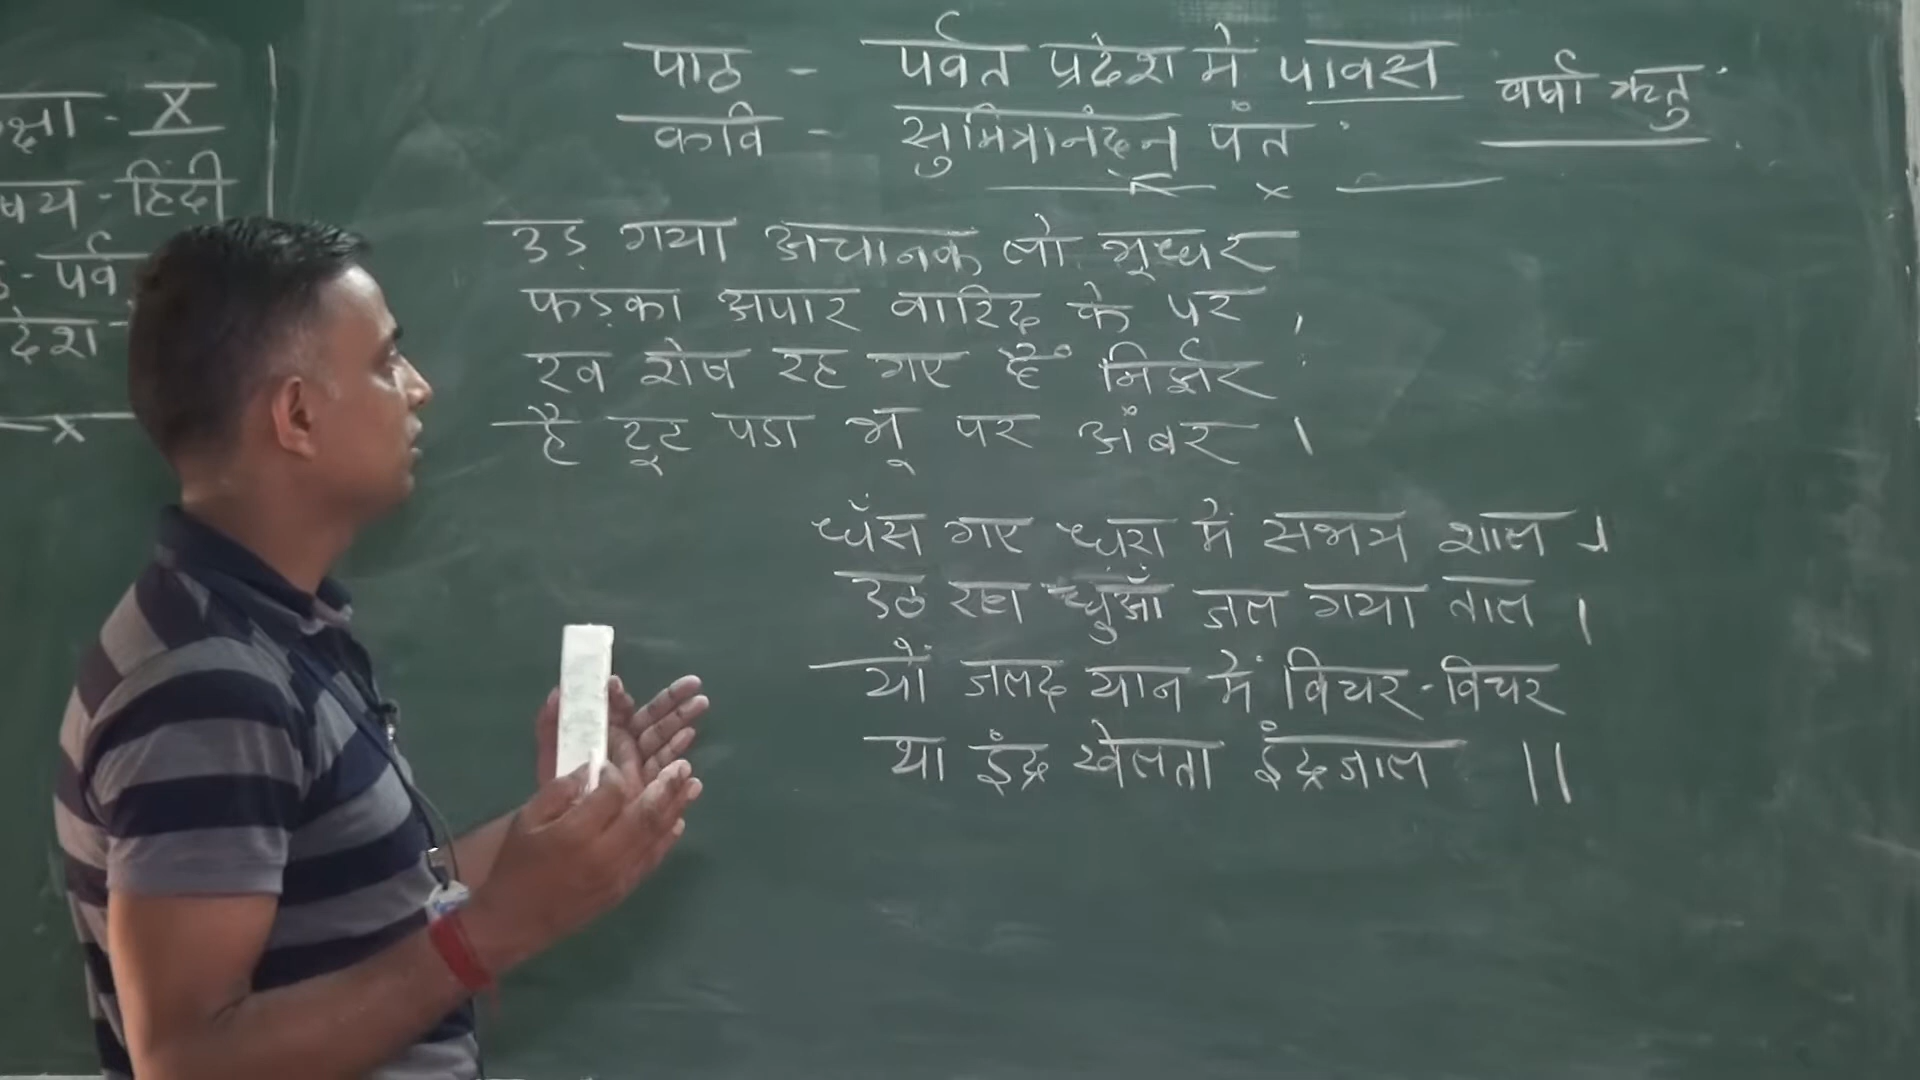 क्षा - X
षय - हिंदी
- पर्व
देश -
पाठ - पर्वत प्रदेश में पावस वर्षा ऋतु
कवि - सुमित्रानंदन पंत
उड़ गया अचानक लो भूधर
फड़का अपार वारिद के पर,
रव शेष रह गए हैं निर्झर
है टूट पडा भू पर अंबर ।
धँस गए धरा में सभय शाल ।
उठ रहा धुआँ जल गया ताल ।
यों जलद यान में विचर - विचर
था इंद्र खेलता इंद्रजाल ॥